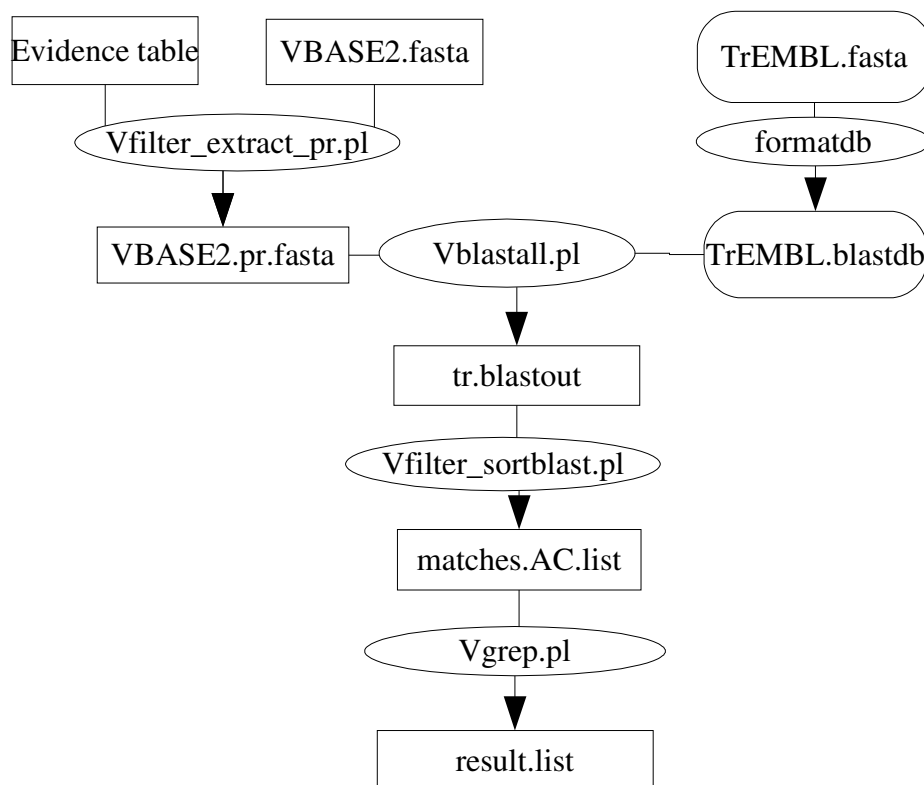 Evidence table
VBASE2.fasta
TrEMBL.fasta
Vfilter_extract_pr.pl
formatdb
VBASE2.pr.fasta
Vblastall.pl
TrEMBL.blastdb
tr.blastout
Vfilter_sortblast.pl
matches.AC.list
Vgrep.pl
result.list